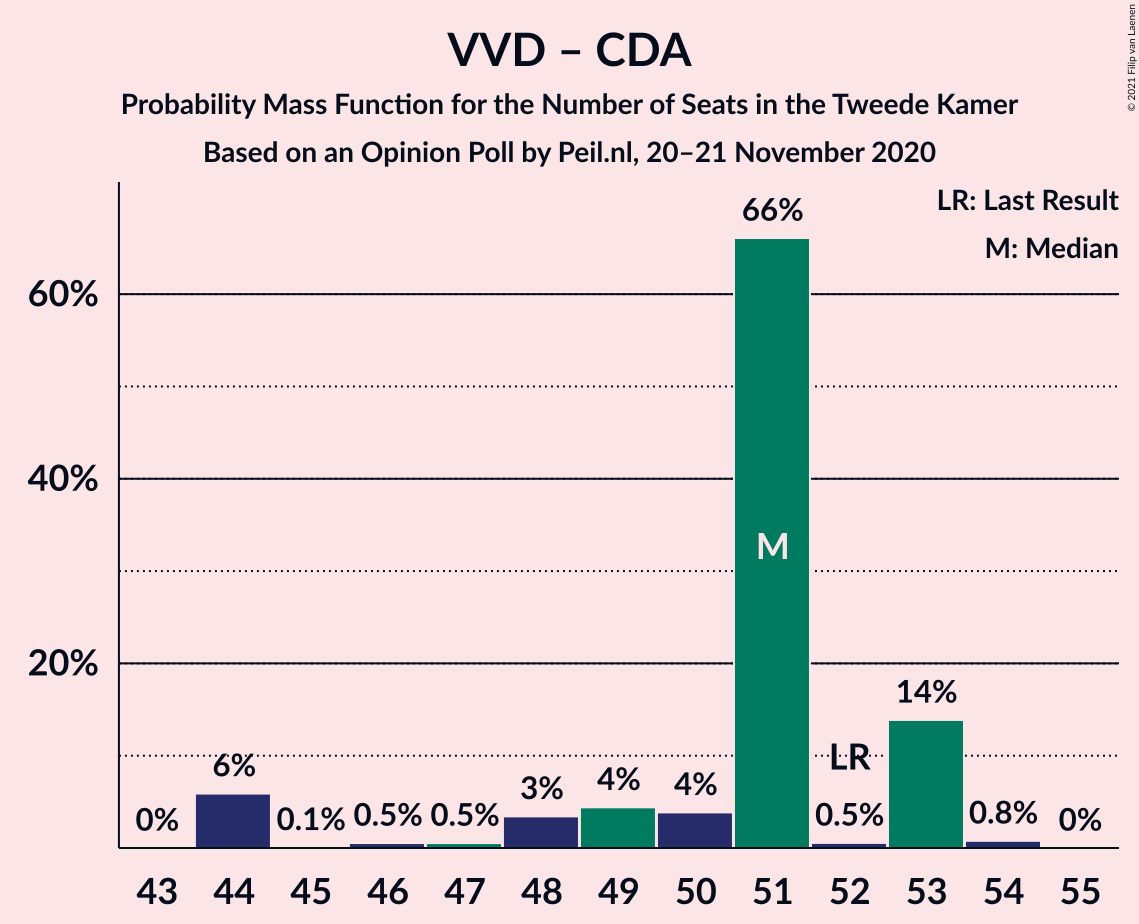 VVD – CDA
Probability Mass Function for the Number of Seats in the Tweede Kamer
Based on an Opinion Poll by Peil.nl, 20–21 November 2020
© 2021 Filip van Laenen
LR: Last Result
M: Median
60%
40%
20%
0%
6%
0.1%
0.5%
0.5%
3%
4%
4%
66%
M
LR
0.5%
14%
0.8%
0%
43 44 45 46 47 48 49 50 51 52 53 54 55